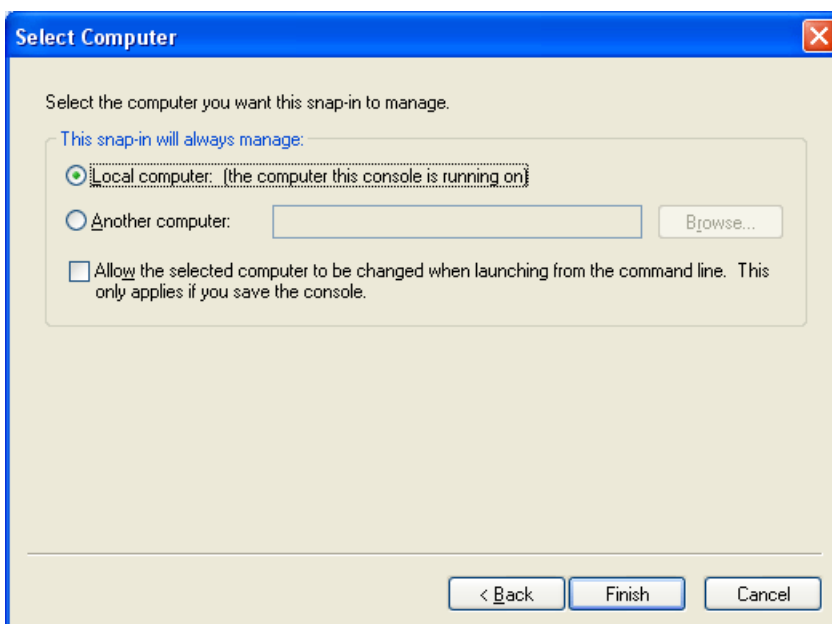 Select Computer
Select the computer you want this snap-in to manage.
This snap-in will always manage:
Local computer: (the computer this console is running on)
Another computer:
Browse...
Allow the selected computer to be changed when launching from the command line. This
only applies if you save the console.
< Back
Finish
Cancel